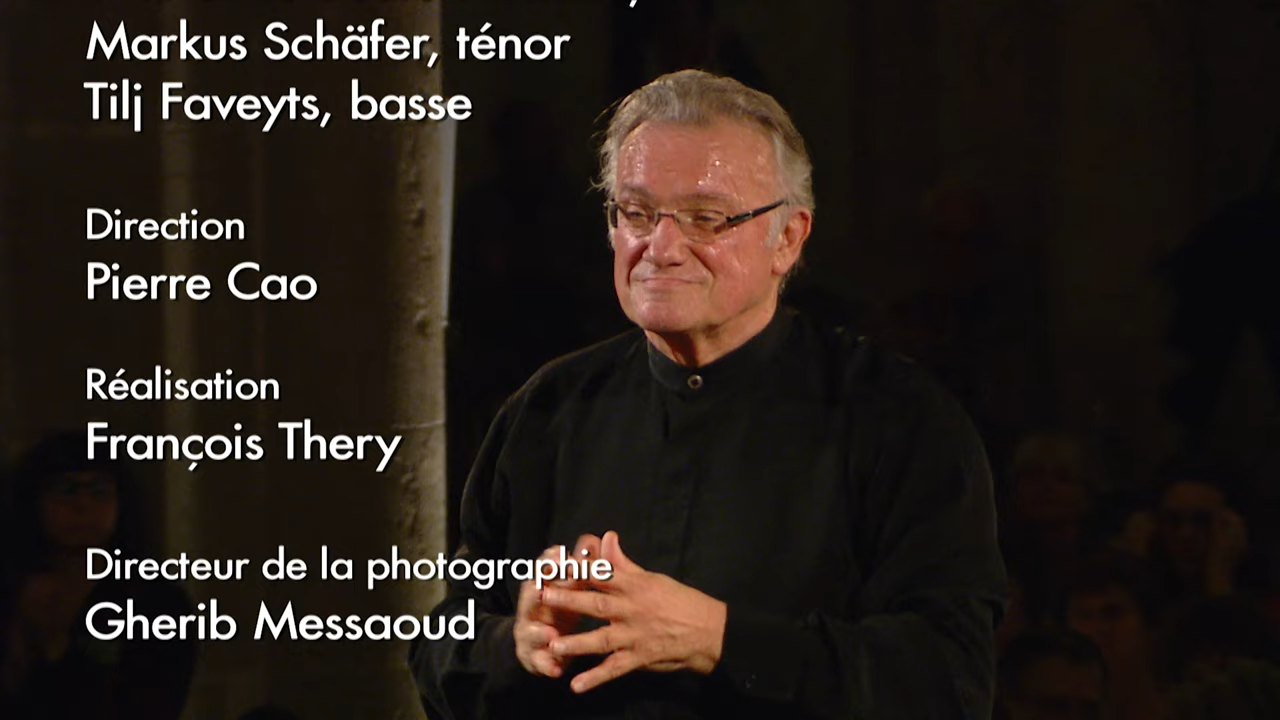 Markus Schäfer, ténor
Tilj Faveyts, basse
Direction
Pierre Cao
Réalisation
François Thery
Directeur de la photographie
Gherib Messaoud